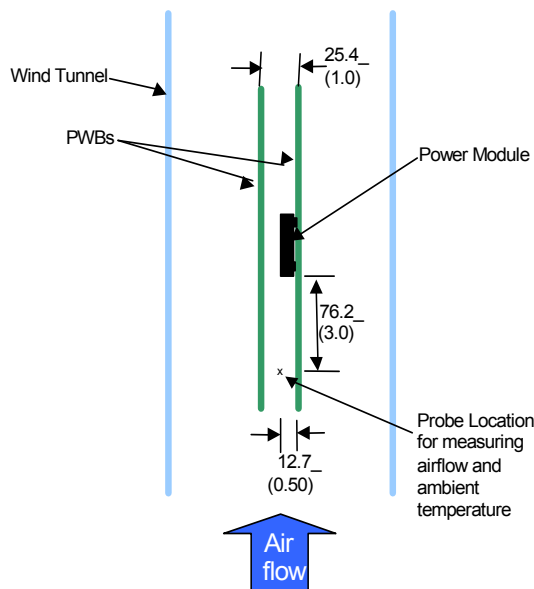 25.4_
(1.0)
Wind Tunnel
PWBs
Power Module
76.2_
(3.0)
x
Probe Location
for measuring
airflow and
ambient
temperature
12.7_
(0.50)
Air
flow